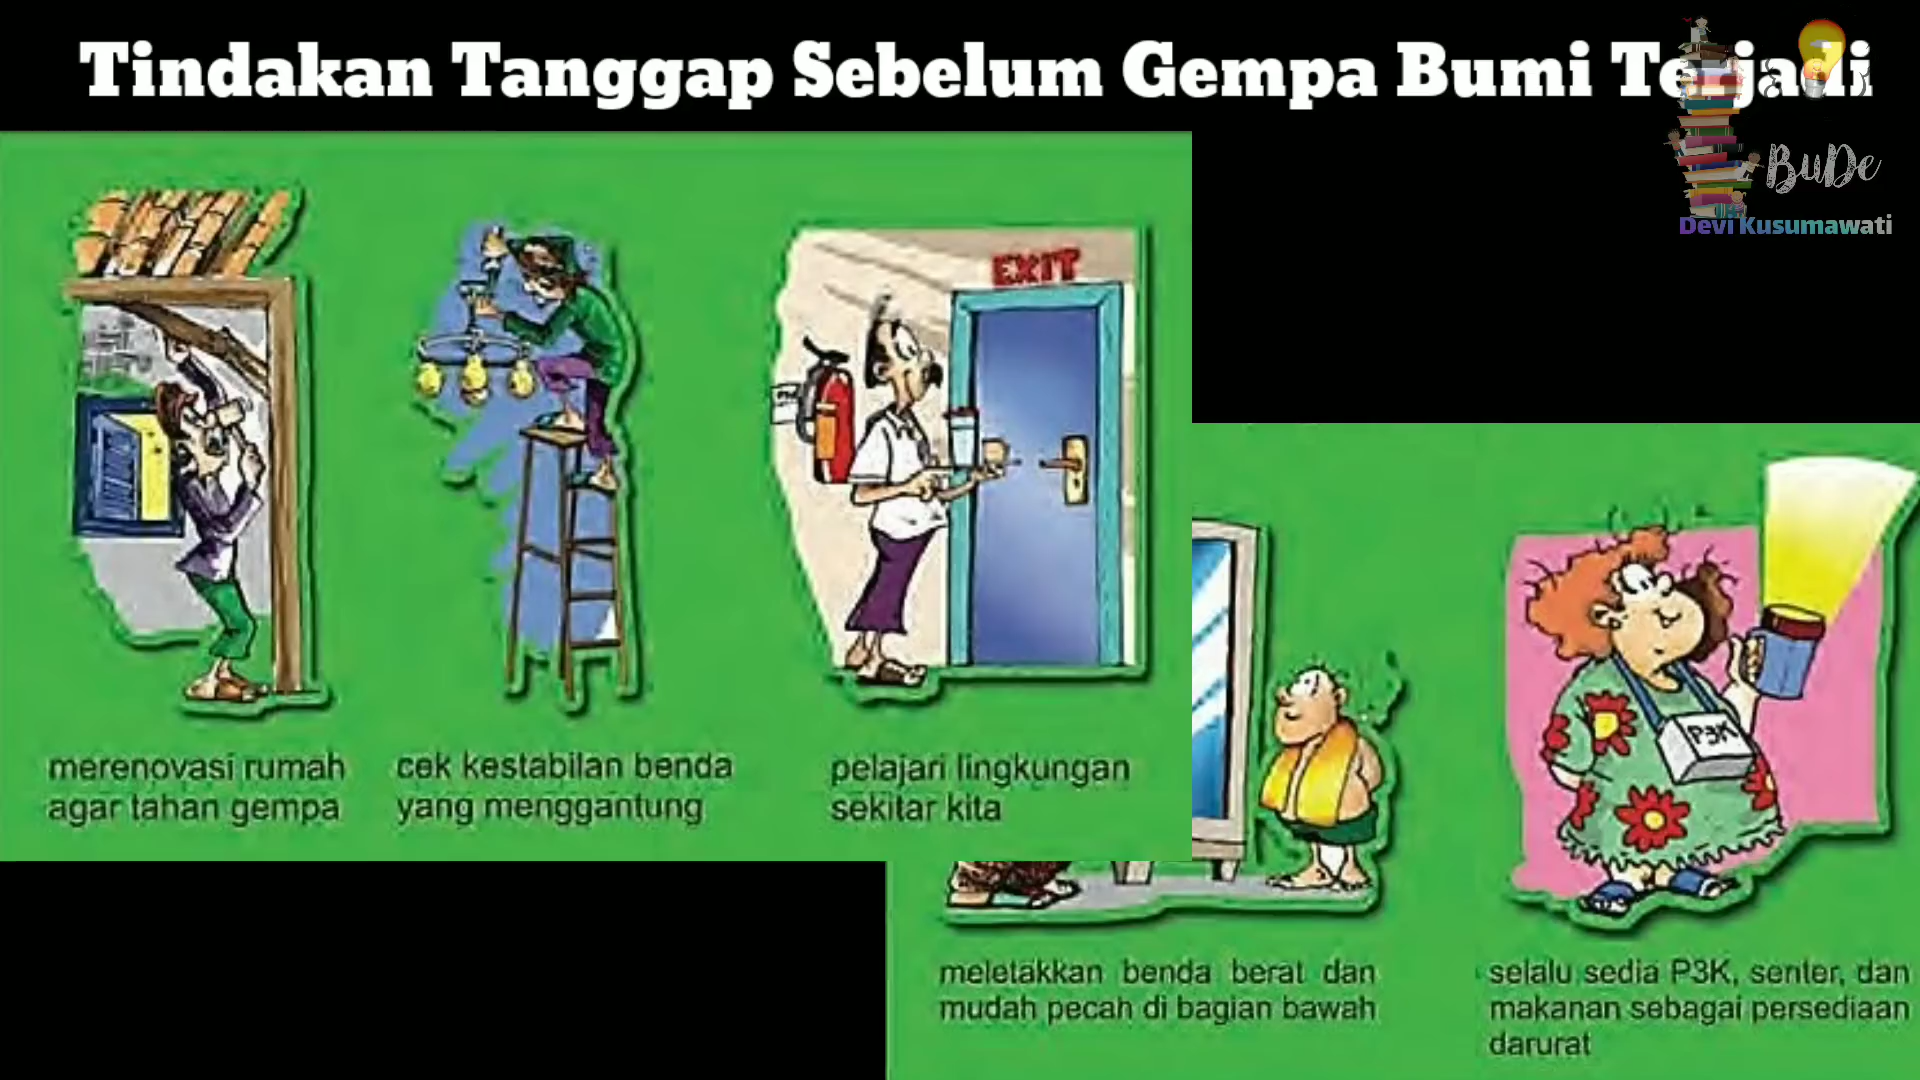 Tindakan Tanggap Sebelum Gempa Bumi Terjadi
BuDe
Devi Kusumawati
EXIT
merenovasi rumah
agar tahan gempa
cek kestabilan benda
yang menggantung
pelajari lingkungan
sekitar kita
P3K
meletakkan benda berat dan
mudah pecah di bagian bawah
selalu sedia P3K, senter, dan
makanan sebagai persediaan
darurat